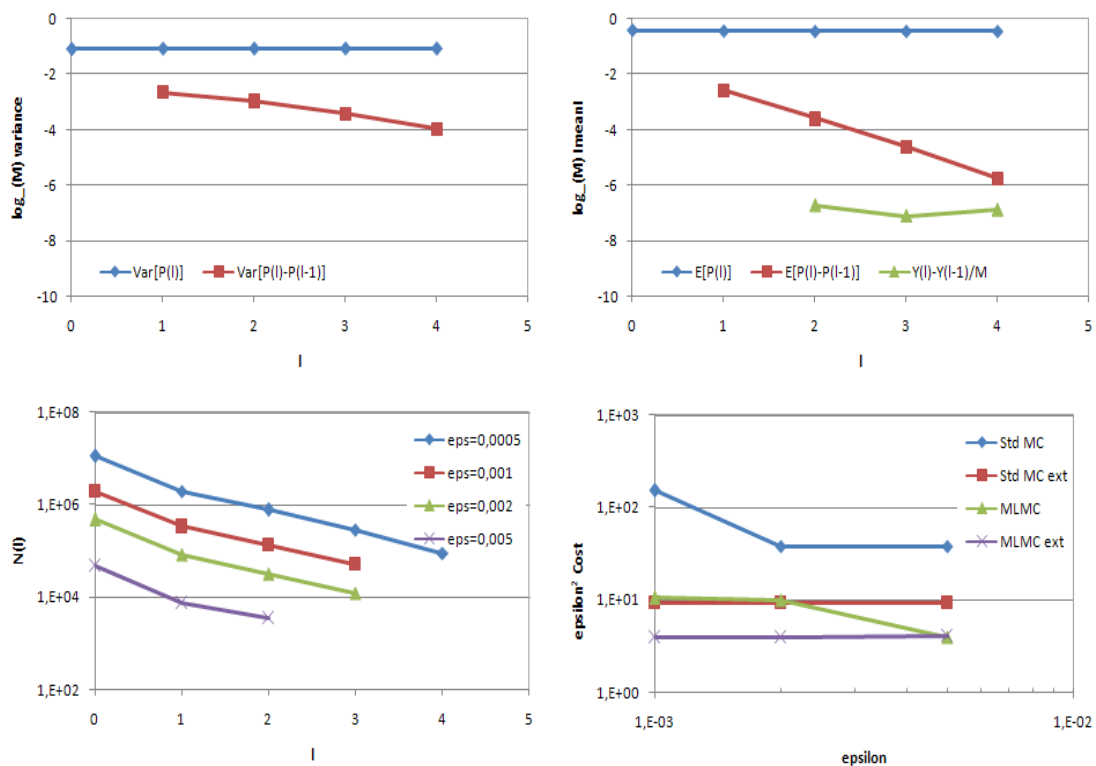 log_(M) variance
0
-2
-4
-6
-8
-10
Var[P(l)]
Var[P(l)-P(l-1)]
0 1 2 3 4 5
l
log_(M) lmeanl
0
-2
-4
-6
-8
-10
E[P(l)]
E[P(l)-P(l-1)]
Y(l)-Y(l-1)/M
0 1 2 3 4 5
l
N(l)
1,E+08
1,E+06
1,E+04
1,E+02
eps=0,0005
eps=0,001
eps=0,002
eps=0,005
0 1 2 3 4 5
l
epsilon² Cost
1,E+03
1,E+02
1,E+01
1,E+00
Std MC
Std MC ext
MLMC
MLMC ext
1,E-03 1,E-02
epsilon